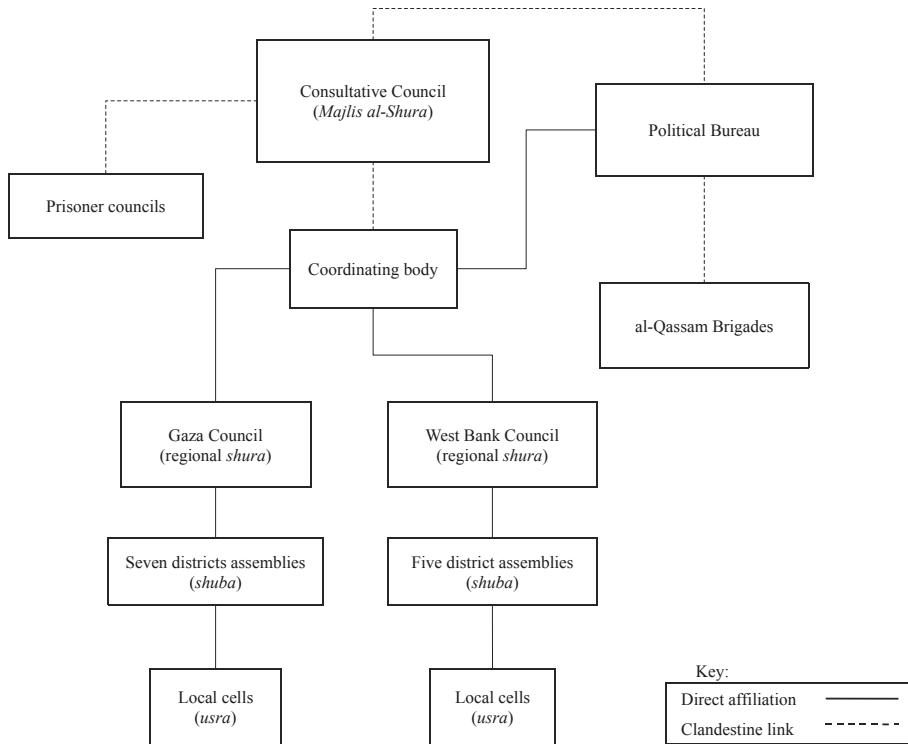 Consultative Council
(Majlis al-Shura)
Political Bureau
Prisoner councils
Coordinating body
al-Qassam Brigades
Gaza Council
(regional shura)
West Bank Council
(regional shura)
Seven districts assemblies
(shuba)
Five district assemblies
(shuba)
Local cells
(usra)
Local cells
(usra)
Key:
Direct affiliation
Clandestine link